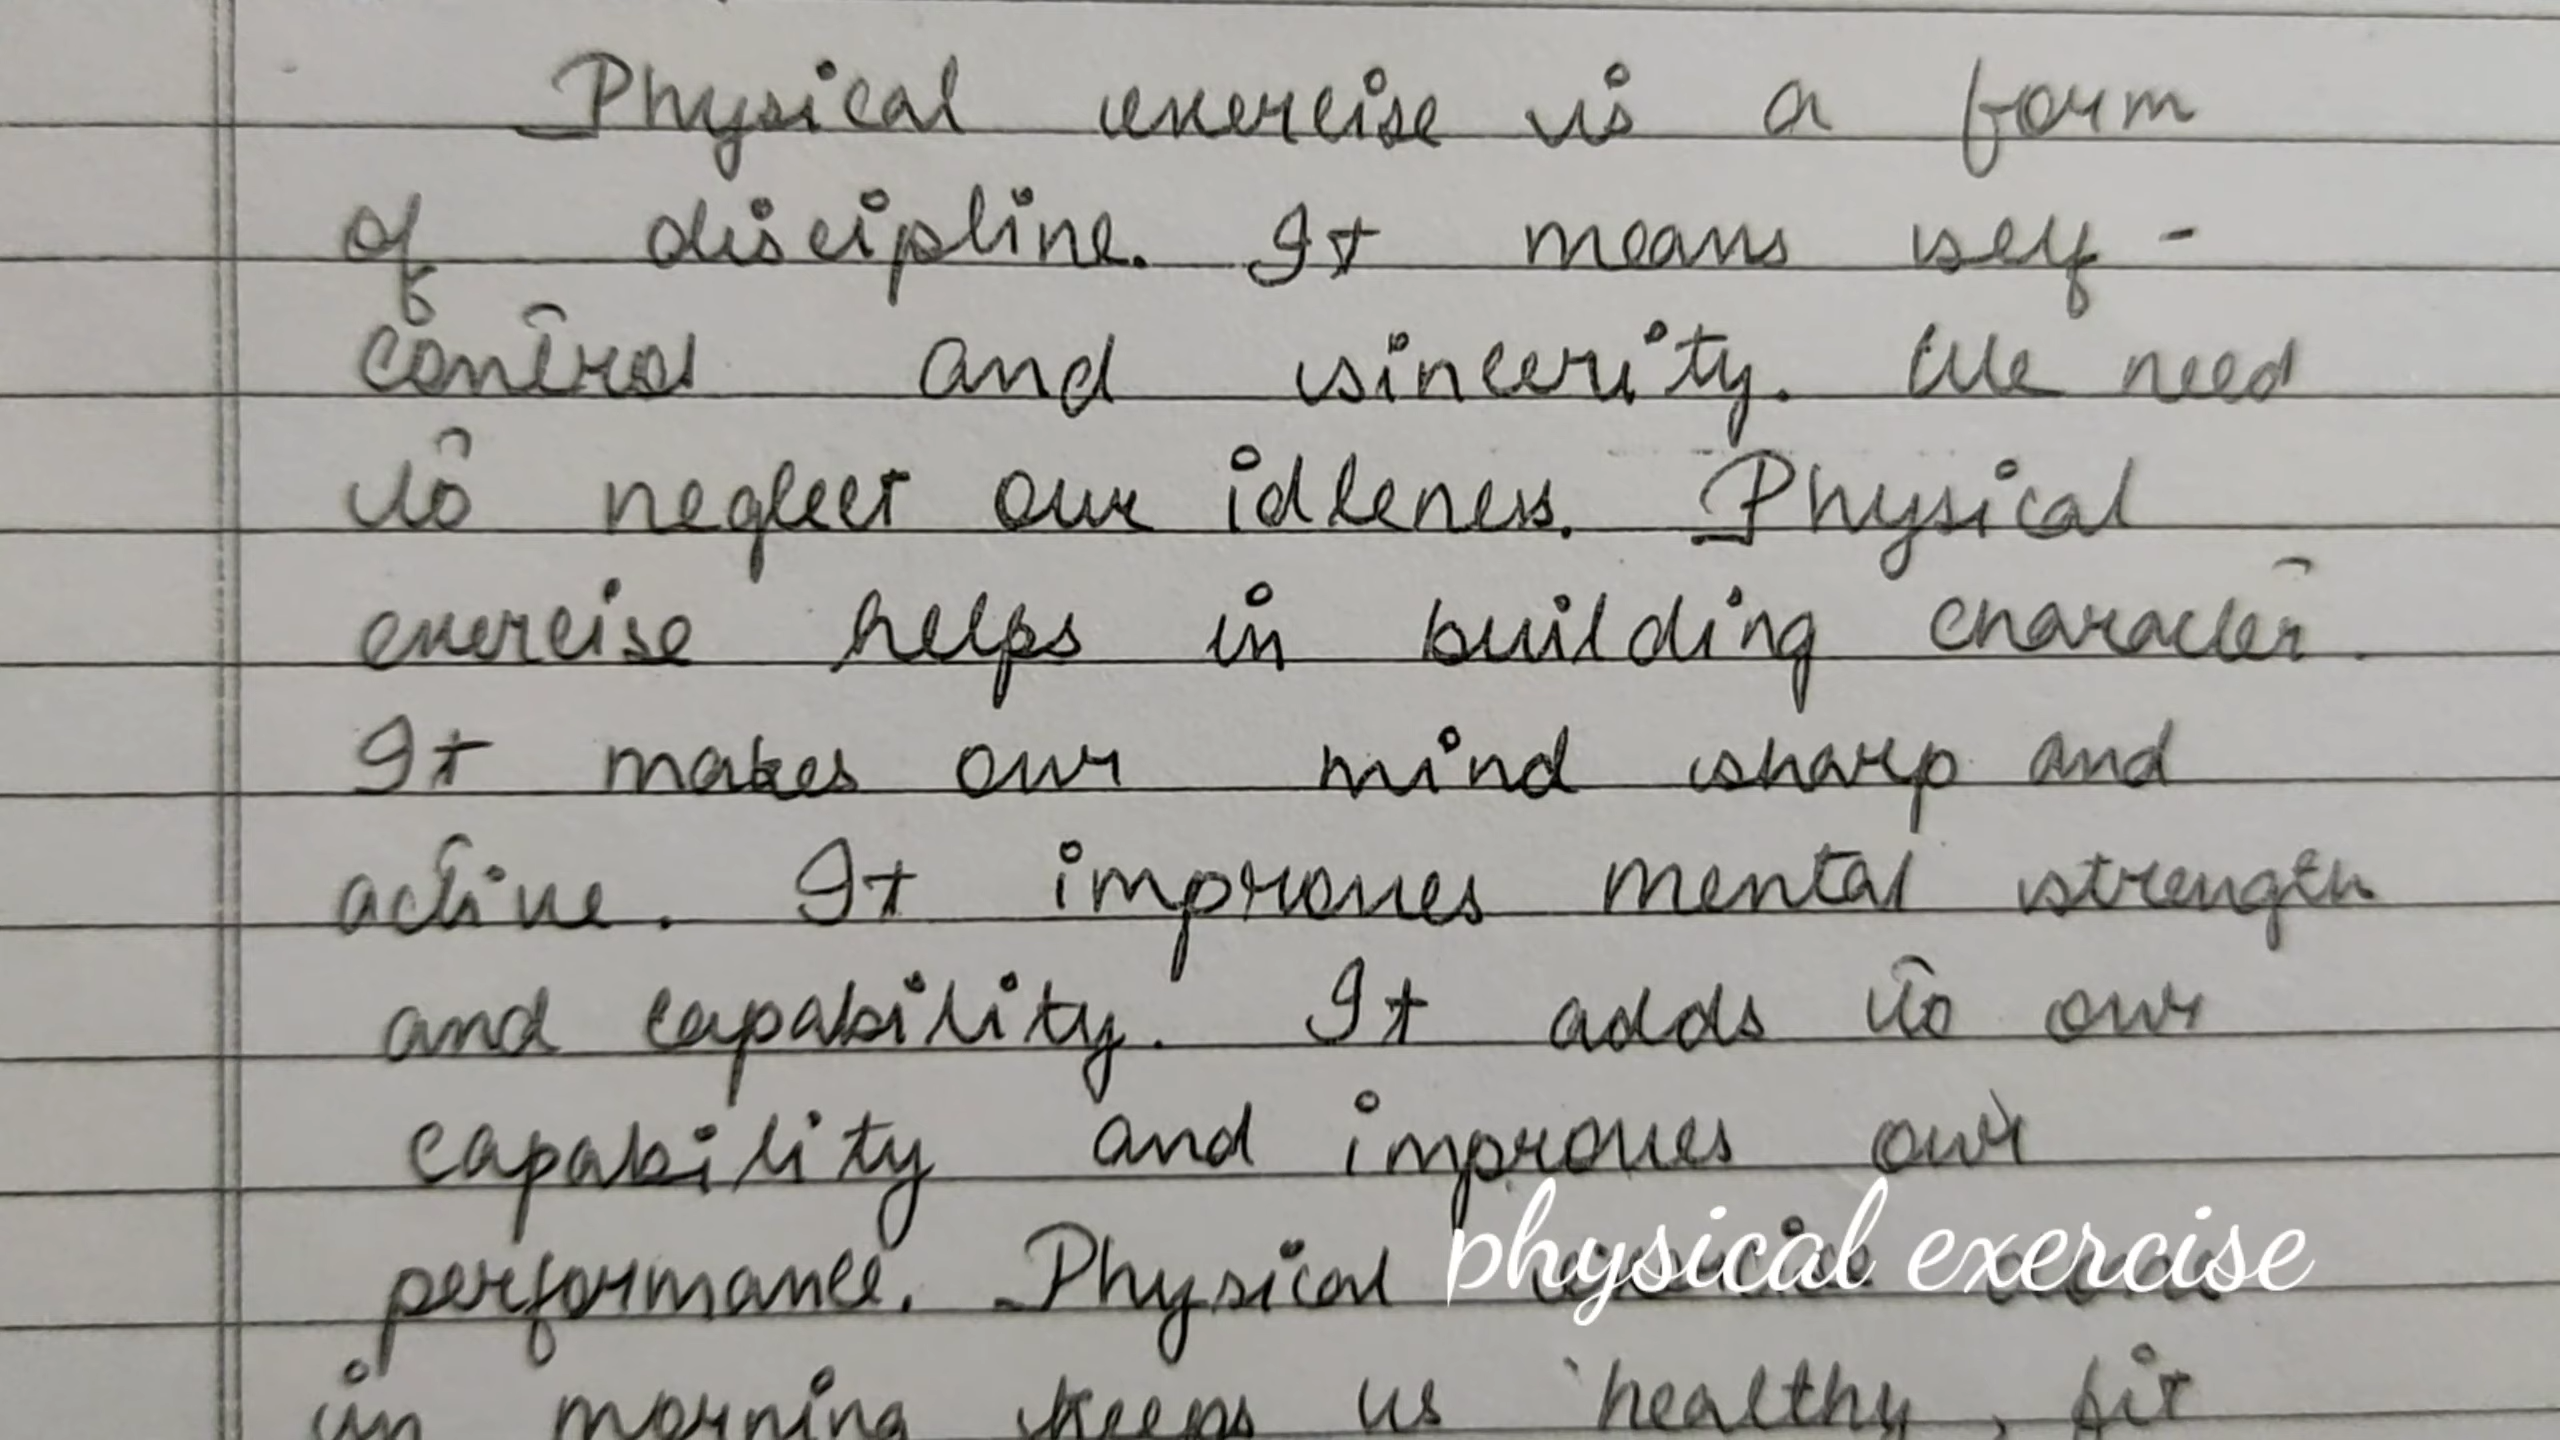 Physical exercise is a form
of discipline. It means self-
control and sincerity. We need
to neglect our idleness. Physical
exercise helps in building character.
It makes our mind sharp and
active. It improves mental strength
and capability. It adds to our
capability and improves our
performance. Physical
physical exercise
in morning keeps us healthy, fit